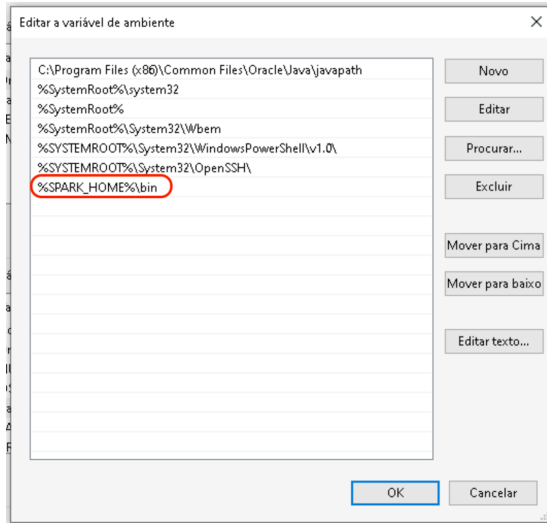 Editar a variável de ambiente
C:\Program Files (x86)\Common Files\Oracle\Java\javapath
%SystemRoot%\system32
%SystemRoot%
%SystemRoot%\System32\Wbem
%SYSTEMROOT%\System32\WindowsPowerShell\v1.0\
%SYSTEMROOT%\System32\OpenSSH\
%SPARK_HOME%\bin
Novo
Editar
Procurar...
Excluir
Mover para Cima
Mover para baixo
Editar texto...
OK
Cancelar